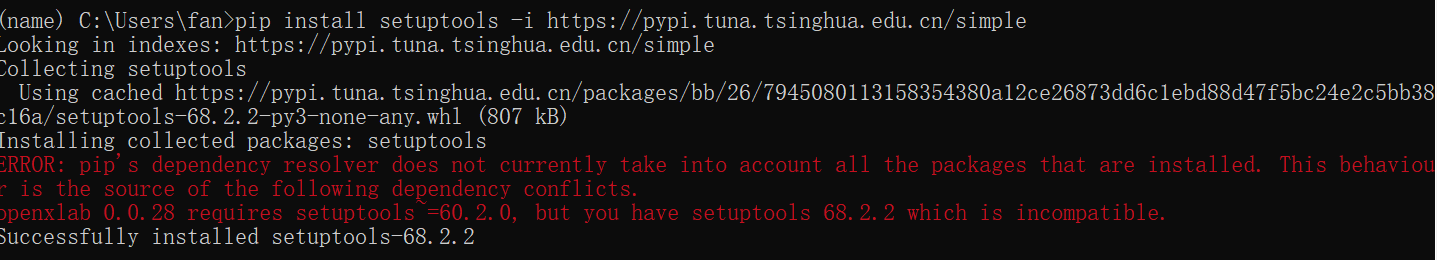 (name) C:\Users\fan>pip install setuptools -i https://pypi.tuna.tsinghua.edu.cn/simple
Looking in indexes: https://pypi.tuna.tsinghua.edu.cn/simple
Collecting setuptools
  Using cached https://pypi.tuna.tsinghua.edu.cn/packages/bb/26/7945080113158354380a12ce26873dd6c1ebd88d47f5bc24e2c5bb38
c16a/setuptools-68.2.2-py3-none-any.whl (807 kB)
Installing collected packages: setuptools
ERROR: pip's dependency resolver does not currently take into account all the packages that are installed. This behaviou
r is the source of the following dependency conflicts.
openxlab 0.0.28 requires setuptools~=60.2.0, but you have setuptools 68.2.2 which is incompatible.
Successfully installed setuptools-68.2.2